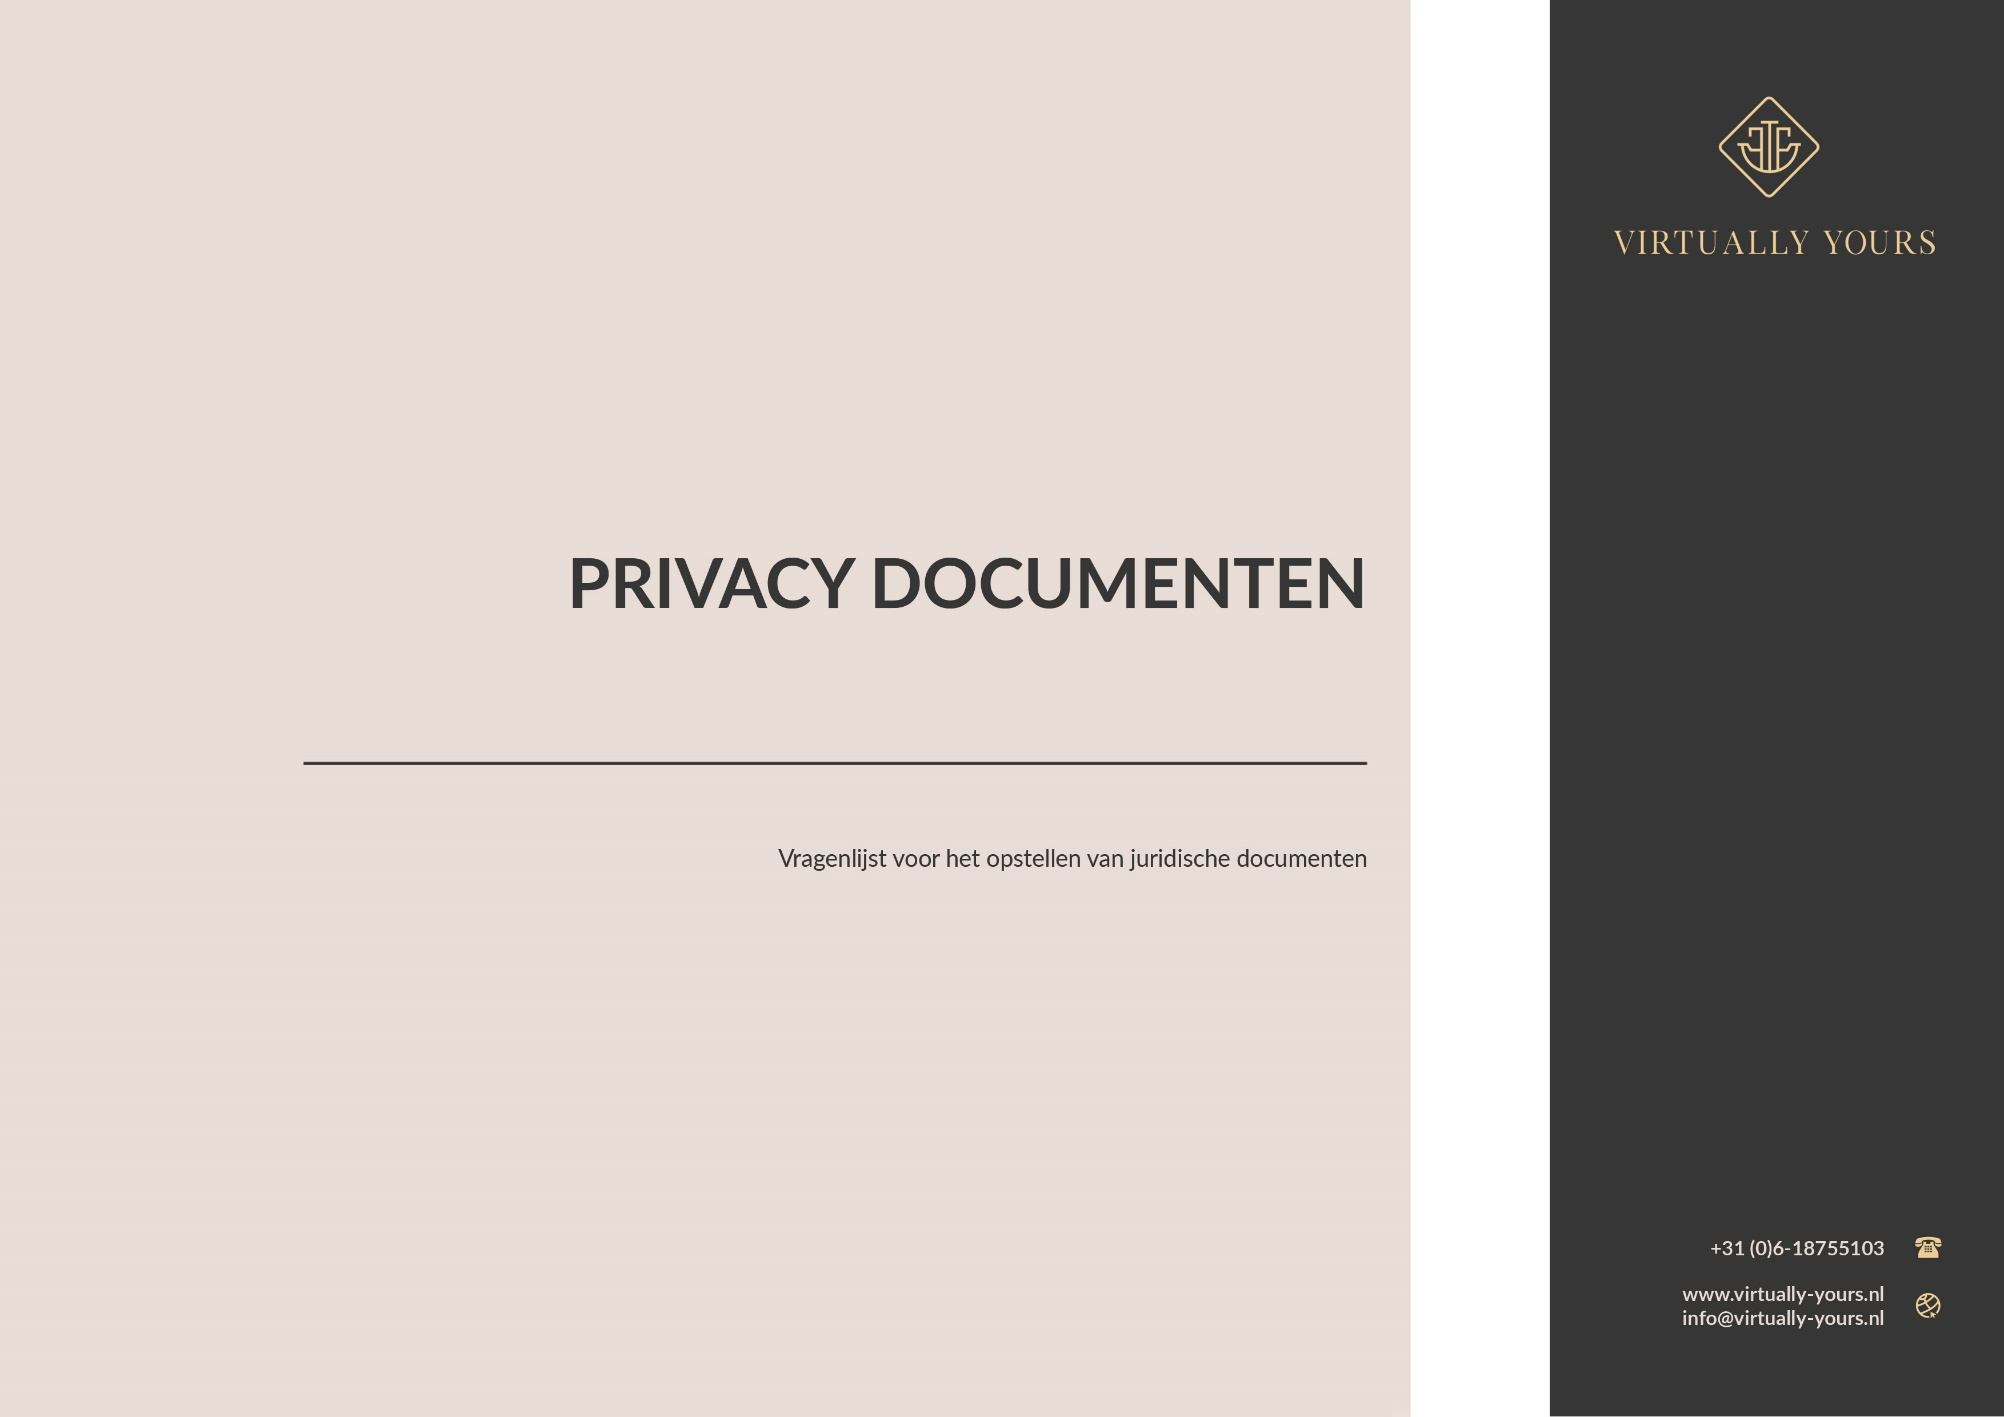 PRIVACY DOCUMENTEN
Vragenlijst voor het opstellen van juridische documenten
VIRTUALLY YOURS
+31 (0)6-18755103
www.virtually-yours.nl
info@virtually-yours.nl